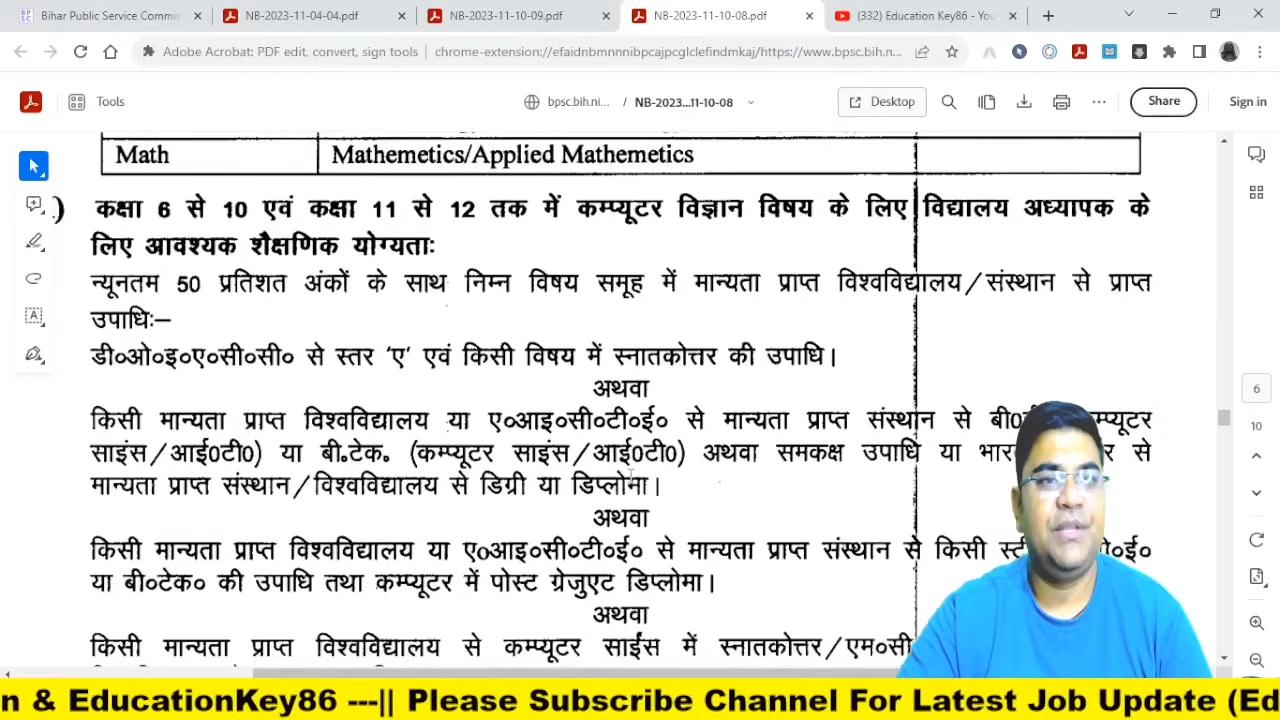 Bihar Public Service Commis
NB-2023-11-04-04.pdf
NB-2023-11-10-09.pdf
NB-2023-11-10-08.pdf
(332) Education Key86 - You
Adobe Acrobat: PDF edit, convert, sign tools
chrome-extension://efaidnbmnnnibpcajpcglclefindmkaj/https://www.bpsc.bih.ni...
Tools
bpsc.bih.ni... / NB-2023...11-10-08
Desktop
Share
Sign in
Math Mathemetics/Applied Mathemetics
) कक्षा 6 से 10 एवं कक्षा 11 से 12 तक में कम्प्यूटर विज्ञान विषय के लिए विद्यालय अध्यापक के
लिए आवश्यक शैक्षणिक योग्यताः
न्यूनतम 50 प्रतिशत अंकों के साथ निम्न विषय समूह में मान्यता प्राप्त विश्वविद्यालय/संस्थान से प्राप्त
उपाधिः–
डी०ओ०इ०ए०सी०सी० से स्तर 'ए' एवं किसी विषय में स्नातकोत्तर की उपाधि।
अथवा
किसी मान्यता प्राप्त विश्वविद्यालय या ए०आइ०सी०टी०ई० से मान्यता प्राप्त संस्थान से
साइंस/आई0टी0) या बी.टेक. (कम्प्यूटर साइंस/आई0टी0) अथवा समकक्ष उपाधि या से
मान्यता प्राप्त संस्थान/विश्वविद्यालय से डिग्री या डिप्लोमा।
अथवा
किसी मान्यता प्राप्त विश्वविद्यालय या ए०आइ०सी०टी०ई० से मान्यता प्राप्त संस्थान से किसी
या बी०टेक० की उपाधि तथा कम्प्यूटर में पोस्ट ग्रेजुएट डिप्लोमा।
अथवा
किसी मान्यता प्राप्त विश्वविद्यालय से कम्प्यूटर साईंस में स्नातकोत्तर/एम०सी
6
10
n & EducationKey86 ---|| Please Subscribe Channel For Latest Job Update (Ed